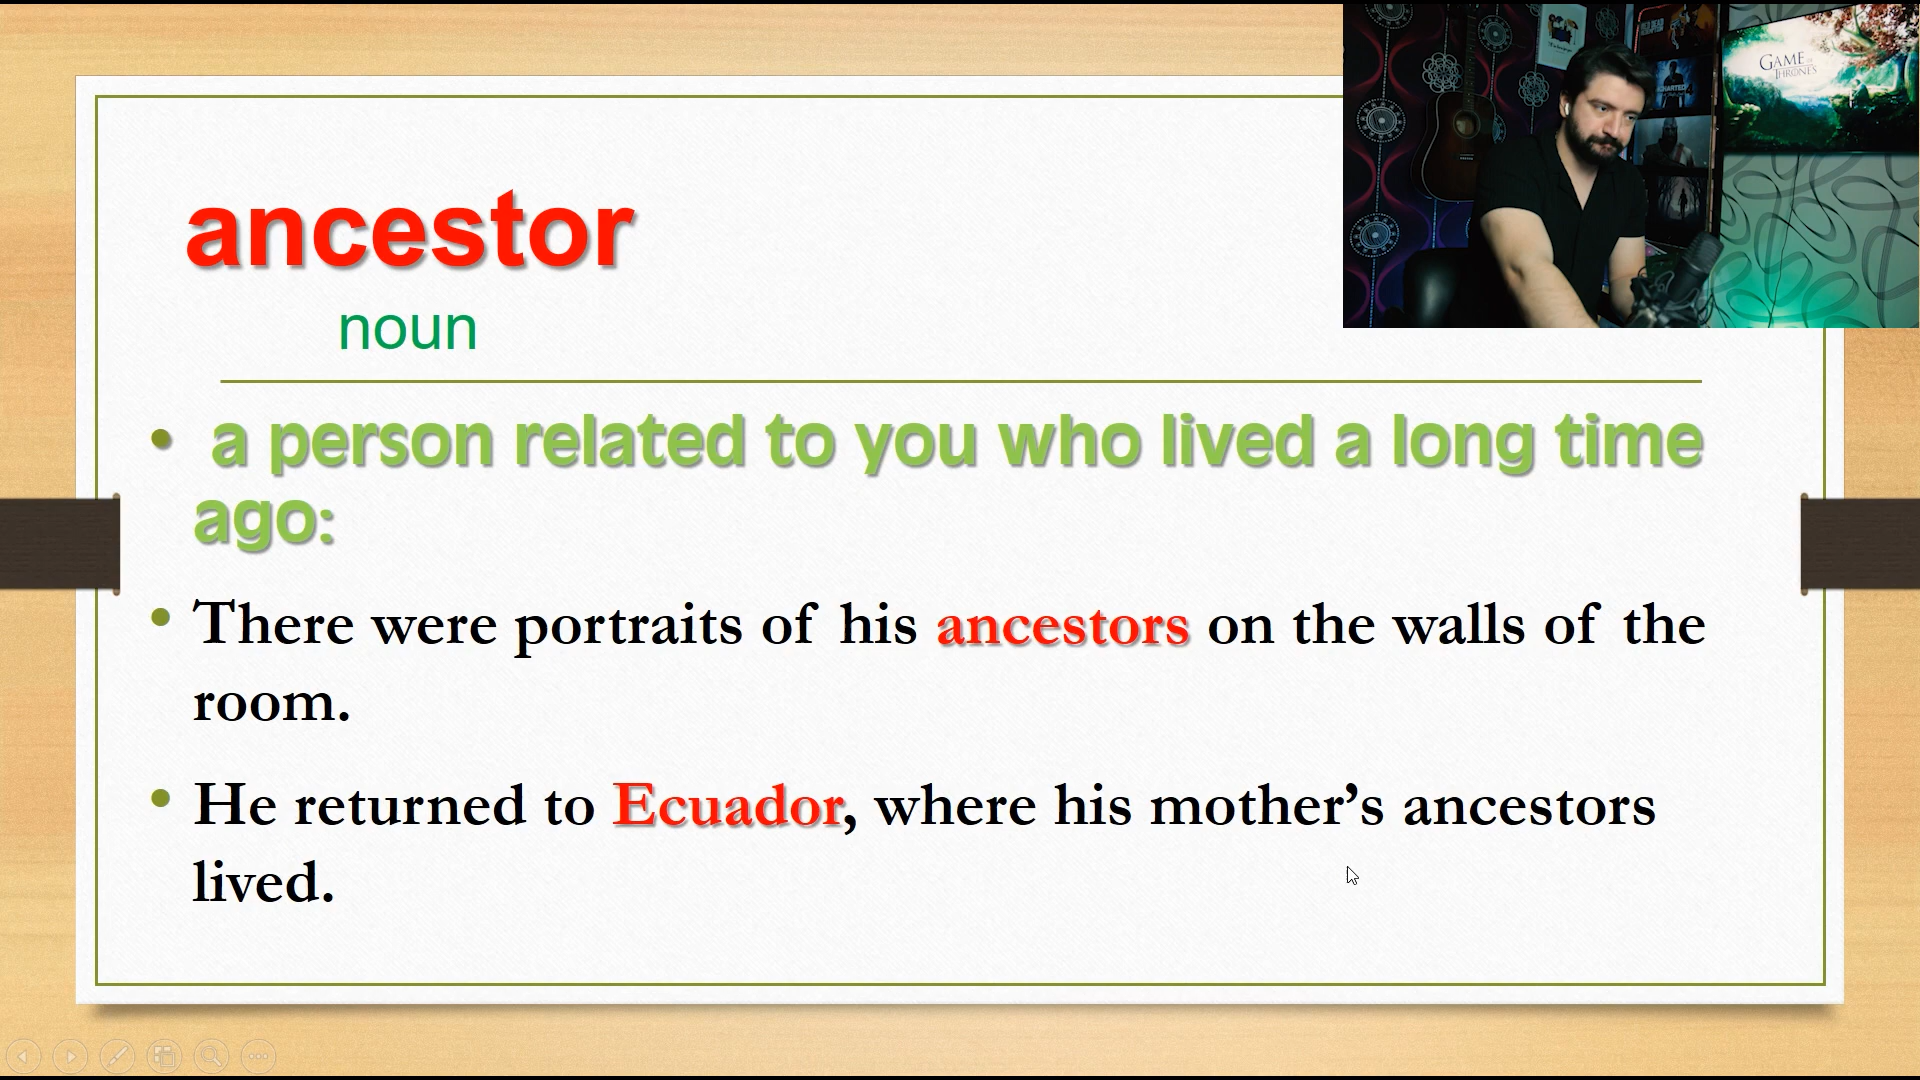 ancestor
noun
• a person related to you who lived a long time
ago:
• There were portraits of his ancestors on the walls of the
room.
• He returned to Ecuador, where his mother’s ancestors
lived.
GAME OF
THRONES
UNCHARTED